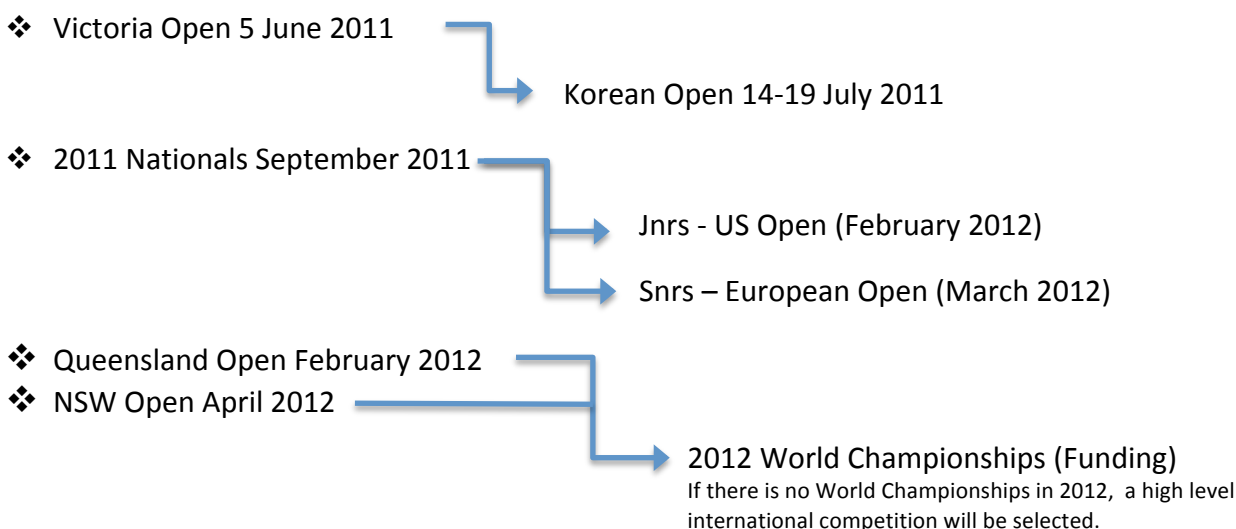 ❖ Victoria Open 5 June 2011
Korean Open 14-19 July 2011
❖ 2011 Nationals September 2011
Jnrs - US Open (February 2012)
Snrs – European Open (March 2012)
❖ Queensland Open February 2012
❖ NSW Open April 2012
2012 World Championships (Funding)
If there is no World Championships in 2012, a high level
international competition will be selected.